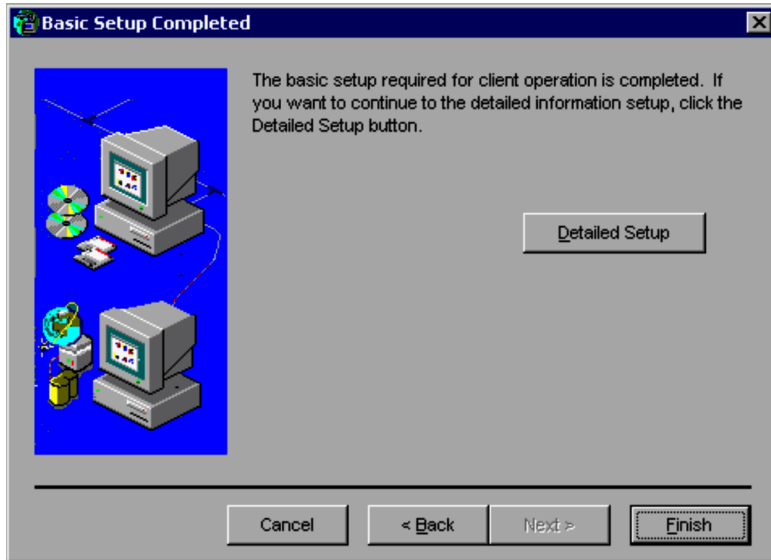 Basic Setup Completed
The basic setup required for client operation is completed. If
you want to continue to the detailed information setup, click the
Detailed Setup button.
Detailed Setup
Cancel
< Back
Next >
Finish